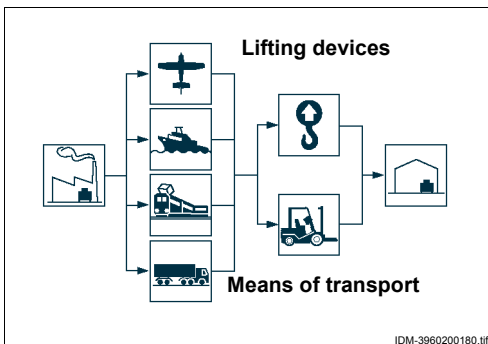 Lifting devices
Means of transport
IDM-3960200180.tif